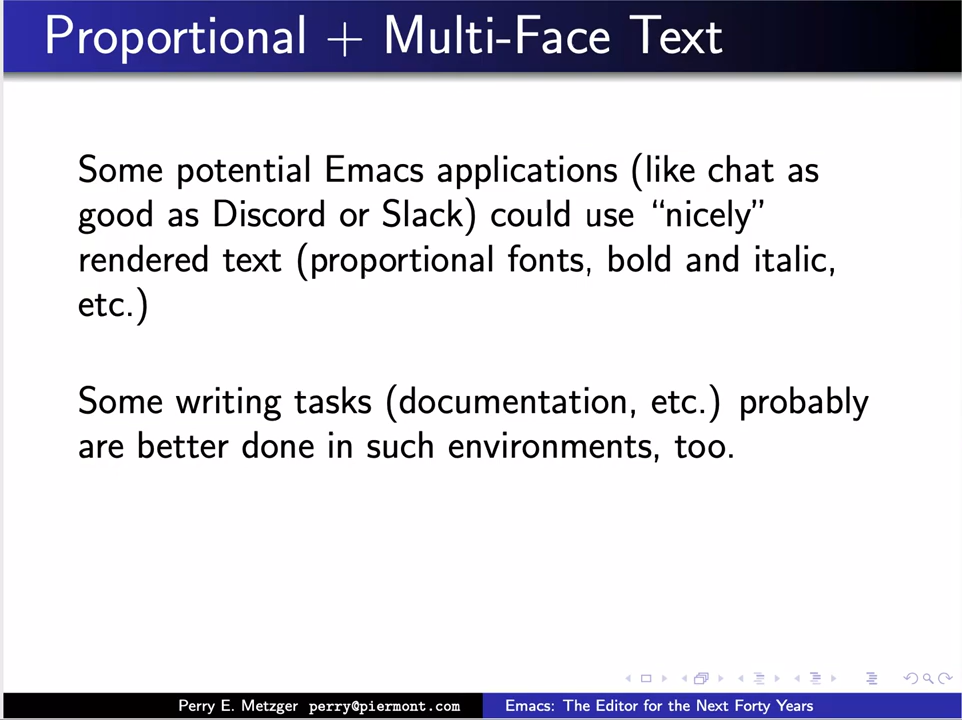 Proportional + Multi-Face Text
Some potential Emacs applications (like chat as
good as Discord or Slack) could use “nicely”
rendered text (proportional fonts, bold and italic,
etc.)
Some writing tasks (documentation, etc.) probably
are better done in such environments, too.
Perry E. Metzger perry@piermont.com
Emacs: The Editor for the Next Forty Years